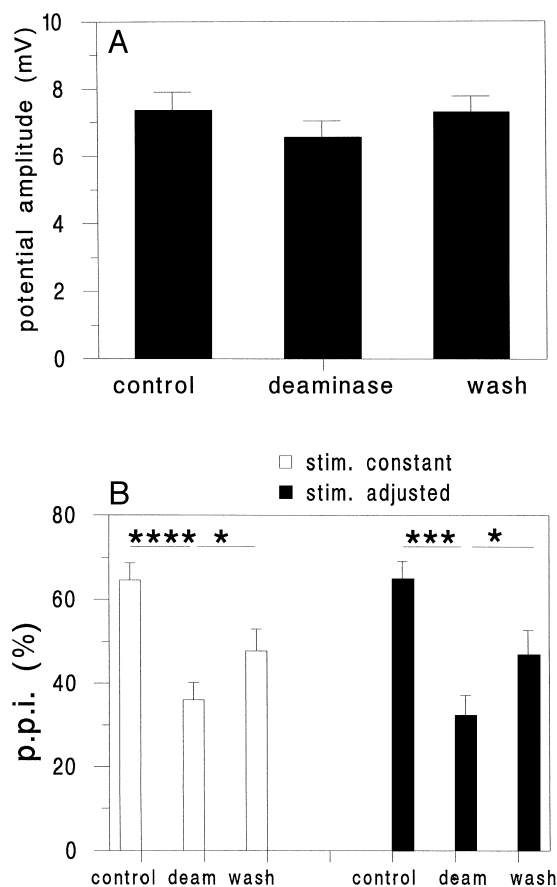 A
potential amplitude (mV)
10
8
6
4
2
0
control deaminase wash
stim. constant
stim. adjusted
B
p.p.i. (%)
80
60
40
20
0
**** * *** *
control deam wash control deam wash